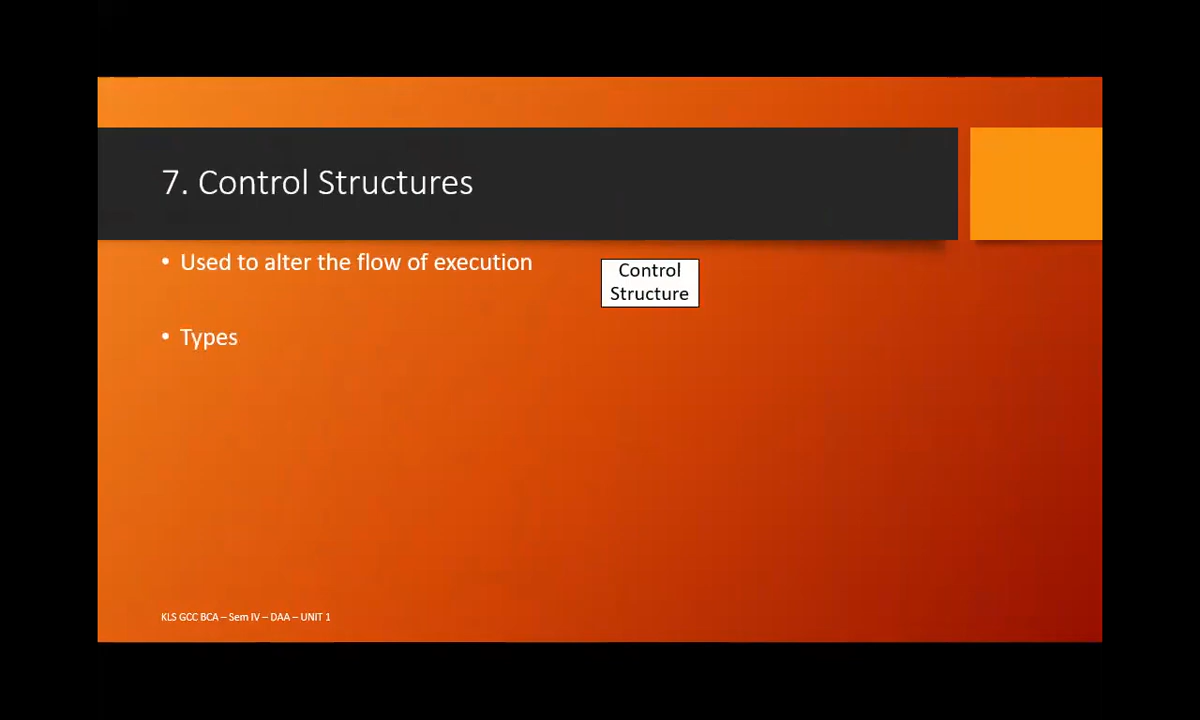 7. Control Structures
• Used to alter the flow of execution
• Types
Control
Structure
KLS GCC BCA – Sem IV – DAA – UNIT 1